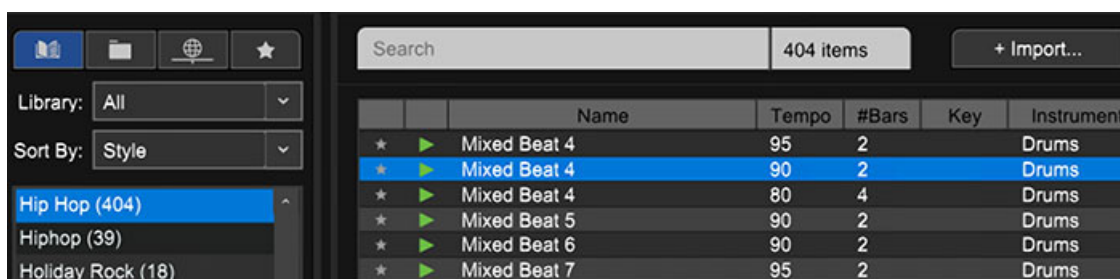 Search
404 items
+ Import...
Library: All
Sort By: Style
Hip Hop (404)
Hiphop (39)
Holiday Rock (18)
Name Tempo #Bars Key Instrument
Mixed Beat 4 95 2 Drums
Mixed Beat 4 90 2 Drums
Mixed Beat 4 80 4 Drums
Mixed Beat 5 90 2 Drums
Mixed Beat 6 90 2 Drums
Mixed Beat 7 95 2 Drums